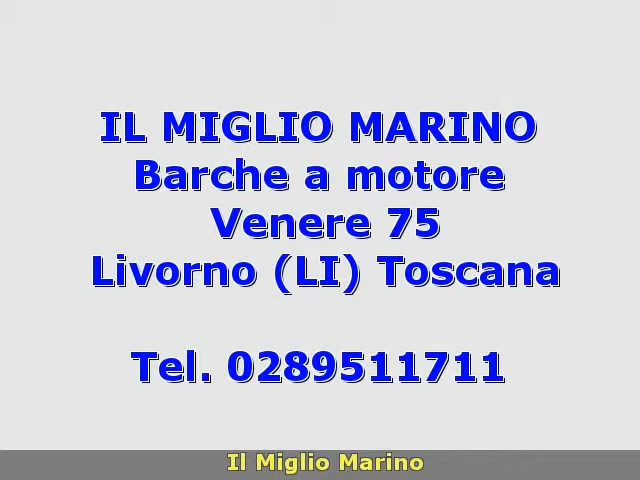 IL MIGLIO MARINO
Barche a motore
Venere 75
Livorno (LI) Toscana
Tel. 0289511711
Il Miglio Marino